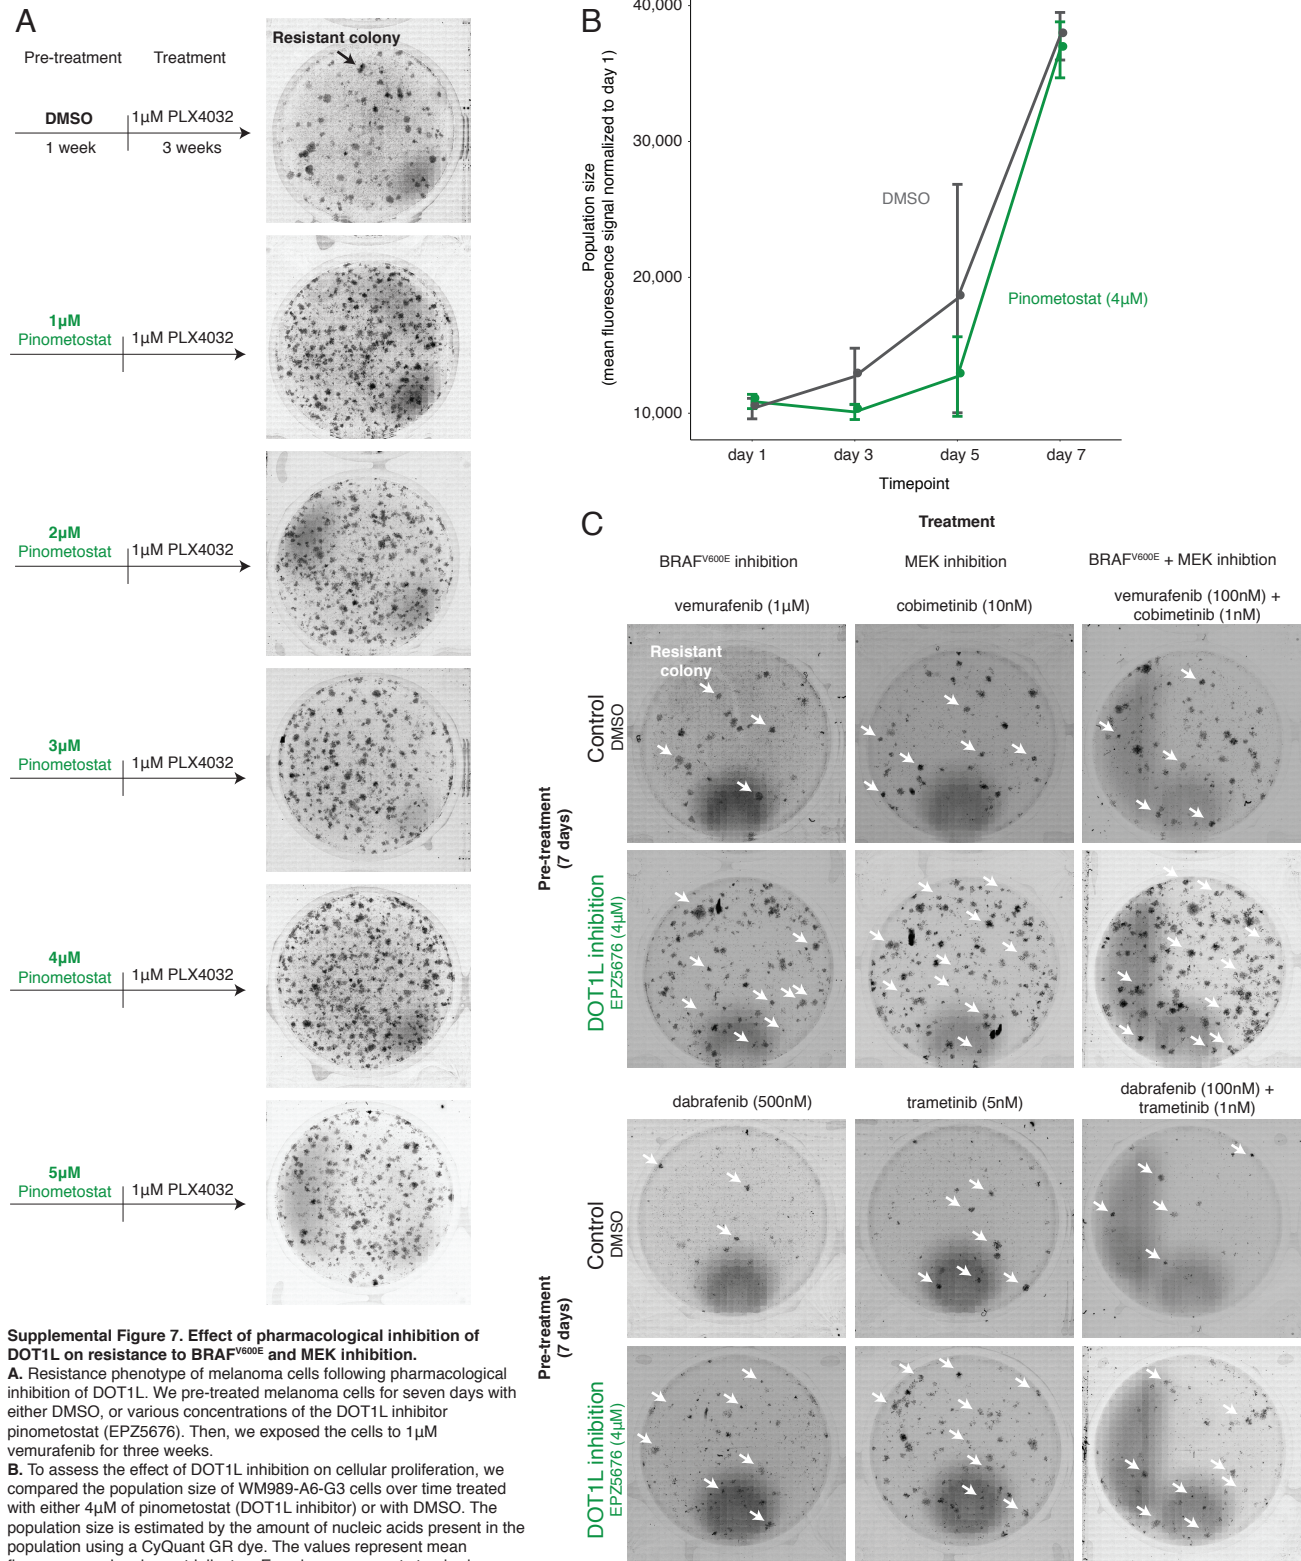 A
Pre-treatment Treatment
Resistant colony
DMSO 1µM PLX4032
1 week 3 weeks
1µM
Pinometostat 1µM PLX4032
2µM
Pinometostat 1µM PLX4032
3µM
Pinometostat 1µM PLX4032
4µM
Pinometostat 1µM PLX4032
5µM
Pinometostat 1µM PLX4032
Supplemental Figure 7. Effect of pharmacological inhibition of
DOT1L on resistance to BRAFV600E and MEK inhibition.
A. Resistance phenotype of melanoma cells following pharmacological
inhibition of DOT1L. We pre-treated melanoma cells for seven days with
either DMSO, or various concentrations of the DOT1L inhibitor
pinometostat (EPZ5676). Then, we exposed the cells to 1µM
vemurafenib for three weeks.
B. To assess the effect of DOT1L inhibition on cellular proliferation, we
compared the population size of WM989-A6-G3 cells over time treated
with either 4µM of pinometostat (DOT1L inhibitor) or with DMSO. The
population size is estimated by the amount of nucleic acids present in the
population using a CyQuant GR dye. The values represent mean
B
Population size
(mean fluorescence signal normalized to day 1)
40,000
30,000
20,000
10,000
DMSO
Pinometostat (4µM)
day 1 day 3 day 5 day 7
Timepoint
C
Treatment
BRAFV600E inhibition MEK inhibition BRAFV600E + MEK inhibtion
vemurafenib (1µM) cobimetinib (10nM) vemurafenib (100nM) +
cobimetinib (1nM)
Resistant
colony
Pre-treatment
(7 days)
Control
DMSO
DOT1L inhibition
EPZ5676 (4µM)
dabrafenib (500nM) trametinib (5nM) dabrafenib (100nM) +
trametinib (1nM)
Pre-treatment
(7 days)
Control
DMSO
DOT1L inhibition
EPZ5676 (4µM)